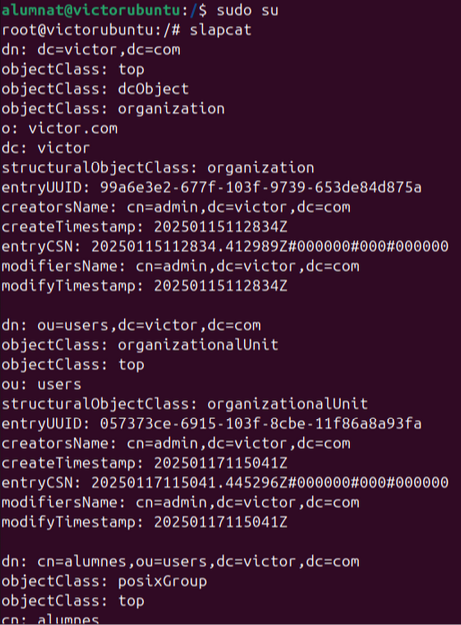 alumnat@victorubuntu:/$ sudo su
root@victorubuntu:/# slapcat
dn: dc=victor,dc=com
objectClass: top
objectClass: dcObject
objectClass: organization
o: victor.com
dc: victor
structuralObjectClass: organization
entryUUID: 99a6e3e2-677f-103f-9739-653de84d875a
creatorsName: cn=admin,dc=victor,dc=com
createTimestamp: 20250115112834Z
entryCSN: 20250115112834.412989Z#000000#000#000000
modifiersName: cn=admin,dc=victor,dc=com
modifyTimestamp: 20250115112834Z
dn: ou=users,dc=victor,dc=com
objectClass: organizationalUnit
objectClass: top
ou: users
structuralObjectClass: organizationalUnit
entryUUID: 057373ce-6915-103f-8cbe-11f86a8a93fa
creatorsName: cn=admin,dc=victor,dc=com
createTimestamp: 20250117115041Z
entryCSN: 20250117115041.445296Z#000000#000#000000
modifiersName: cn=admin,dc=victor,dc=com
modifyTimestamp: 20250117115041Z
dn: cn=alumnes,ou=users,dc=victor,dc=com
objectClass: posixGroup
objectClass: top
cn: alumnes